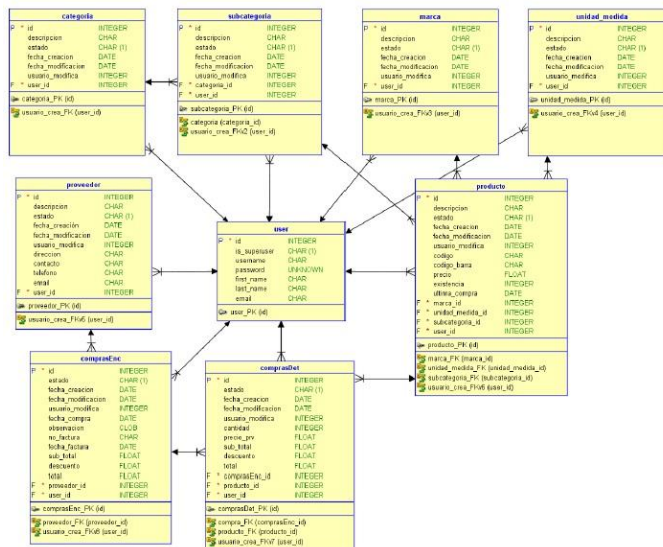 categoria
P * id INTEGER
descripcion CHAR
estado CHAR (1)
fecha_creacion DATE
fecha_modificacion DATE
usuario_modifica INTEGER
F * user_id INTEGER
categoria_PK (id)
usuario_crea_FK (user_id)
subcategoria
P * id INTEGER
descripcion CHAR
estado CHAR (1)
fecha_creacion DATE
fecha_modificacion DATE
usuario_modifica INTEGER
F * categoria_id INTEGER
F * user_id INTEGER
subcategoria_PK (id)
categoria (categoria_id)
usuario_crea_FKv2 (user_id)
marca
P * id INTEGER
descripcion CHAR
estado CHAR (1)
fecha_creacion DATE
fecha_modificacion DATE
usuario_modifica INTEGER
F * user_id INTEGER
marca_PK (id)
usuario_crea_FKv3 (user_id)
unidad_medida
P * id INTEGER
descripcion CHAR
estado CHAR (1)
fecha_creacion DATE
fecha_modificacion DATE
usuario_modifica INTEGER
F * user_id INTEGER
unidad_medida_PK (id)
usuario_crea_FKv4 (user_id)
proveedor
P * id INTEGER
descripcion CHAR
estado CHAR (1)
fecha_creación DATE
fecha_modificacion DATE
usuario_modifica INTEGER
direccion CHAR
contacto CHAR
telefono CHAR
email CHAR
F * user_id INTEGER
proveedor_PK (id)
usuario_crea_FKv5 (user_id)
user
P * id INTEGER
is_superuser CHAR (1)
username CHAR
password UNKNOWN
first_name CHAR
last_name CHAR
email CHAR
user_PK (id)
producto
P * id INTEGER
descripcion CHAR
estado CHAR (1)
fecha_creacion DATE
fecha_modificacion DATE
usuario_modifica INTEGER
codigo CHAR
codigo_barra CHAR
precio FLOAT
existencia INTEGER
ultima_compra DATE
F * marca_id INTEGER
F * unidad_medida_id INTEGER
F * subcategoria_id INTEGER
F * user_id INTEGER
producto_PK (id)
marca_FK (marca_id)
unidad_medida_FK (unidad_medida_id)
subcategoria_FK (subcategoria_id)
usuario_crea_FKv6 (user_id)
comprasEnc
P * id INTEGER
estado CHAR (1)
fecha_creacion DATE
fecha_modificacion DATE
usuario_modifica INTEGER
fecha_compra DATE
observacion CLOB
no_factura CHAR
fecha_factura DATE
sub_total FLOAT
descuento FLOAT
total FLOAT
F * proveedor_id INTEGER
F * user_id INTEGER
comprasEnc_PK (id)
proveedor_FK (proveedor_id)
usuario_crea_FKv8 (user_id)
comprasDet
P * id INTEGER
estado CHAR (1)
fecha_creacion DATE
fecha_modificacion DATE
usuario_modifica INTEGER
cantidad INTEGER
precio_prv FLOAT
sub_total FLOAT
descuento FLOAT
total FLOAT
F * comprasEnc_id INTEGER
F * producto_id INTEGER
F * user_id INTEGER
comprasDet_PK (id)
compra_FK (comprasEnc_id)
producto_FK (producto_id)
usuario_crea_FKv7 (user_id)